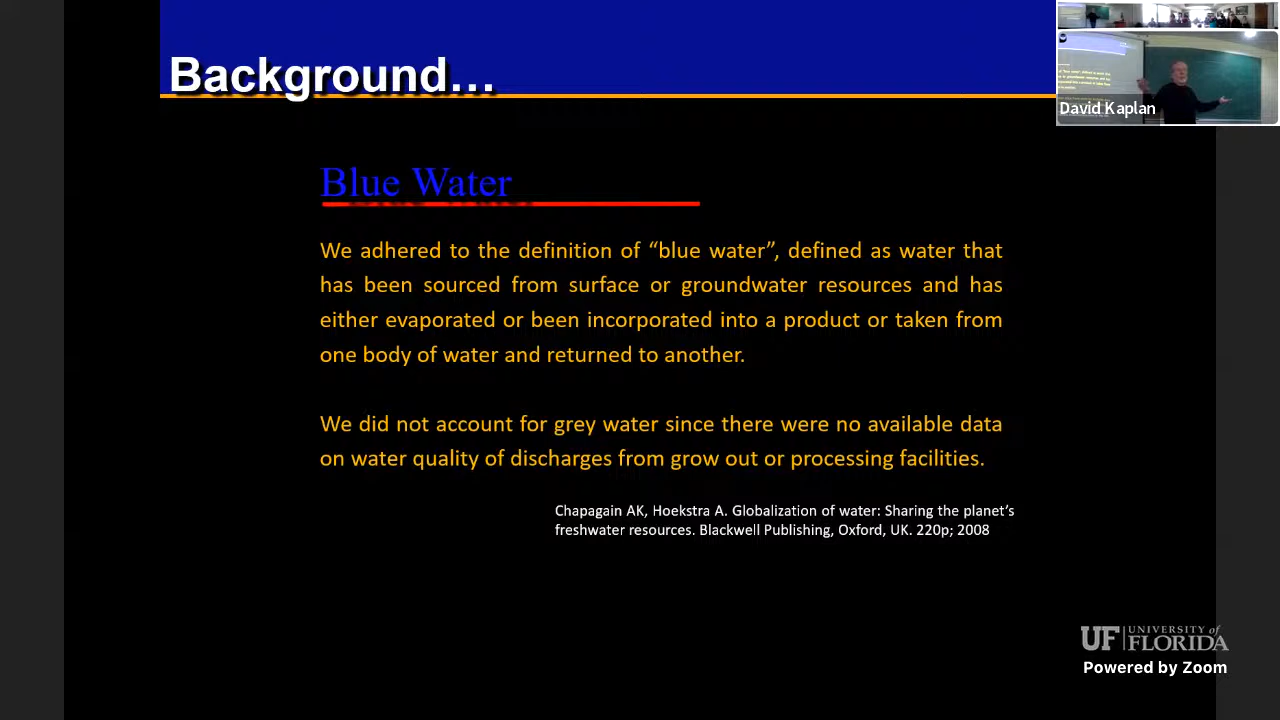 Background…
David Kaplan
Blue Water
We adhered to the definition of “blue water”, defined as water that
has been sourced from surface or groundwater resources and has
either evaporated or been incorporated into a product or taken from
one body of water and returned to another.
We did not account for grey water since there were no available data
on water quality of discharges from grow out or processing facilities.
Chapagain AK, Hoekstra A. Globalization of water: Sharing the planet’s
freshwater resources. Blackwell Publishing, Oxford, UK. 220p; 2008
UF UNIVERSITY of
FLORIDA
Powered by Zoom